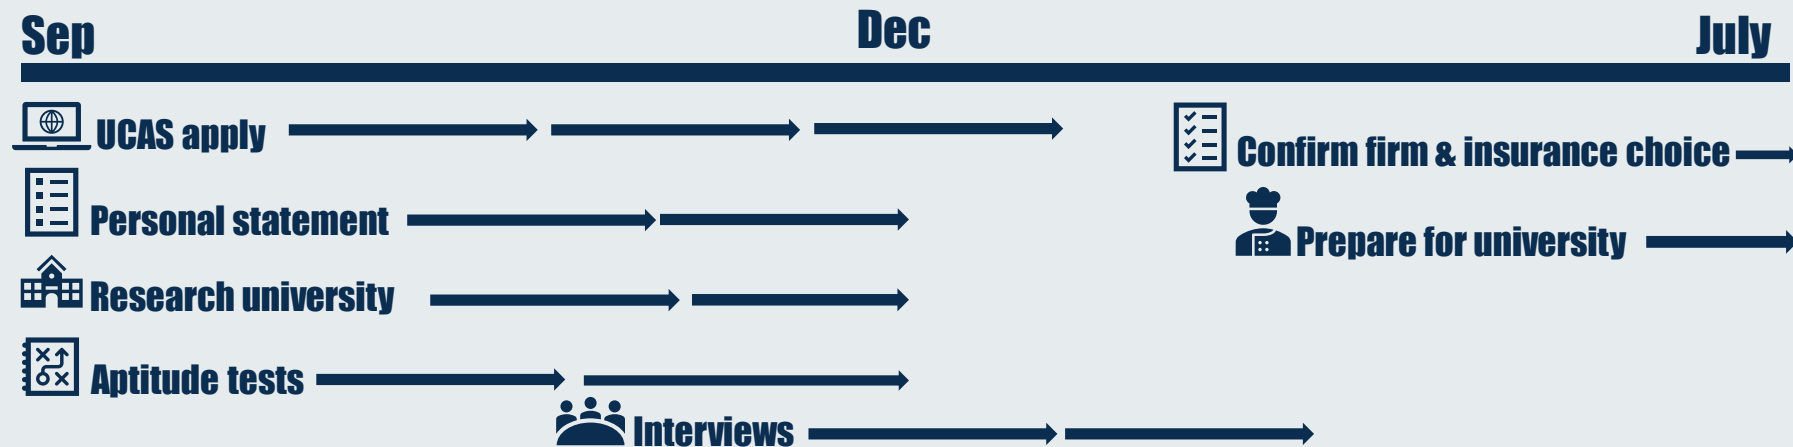 Sep
Dec
July
UCAS apply
Confirm firm & insurance choice
Personal statement
Prepare for university
Research university
Aptitude tests
Interviews